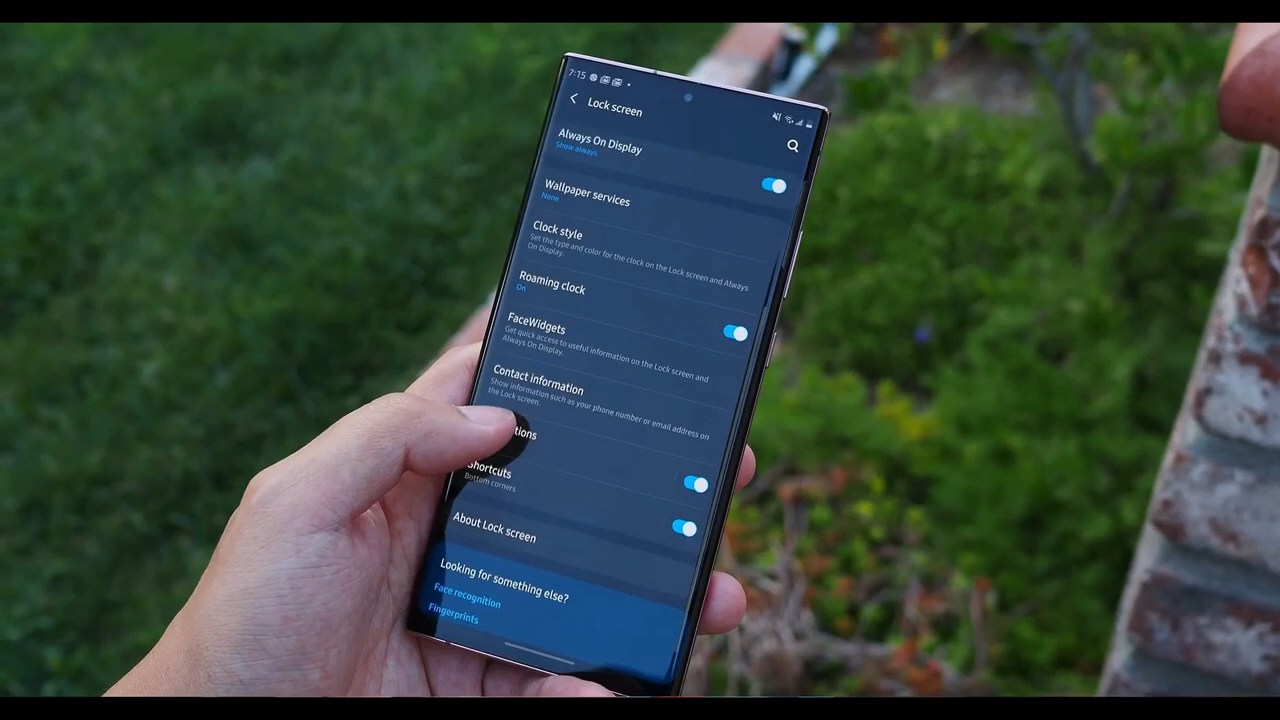 7:15
Lock screen
Always On Display
Show always
Wallpaper services
None
Clock style
Set the type and color for the clock on the Lock screen and Always
On Display.
Roaming clock
On
FaceWidgets
Get quick access to useful information on the Lock screen and
Always On Display.
Contact information
Show information such as your phone number or email address on
the Lock screen.
tions
Shortcuts
Bottom corners
About Lock screen
Looking for something else?
Face recognition
Fingerprints